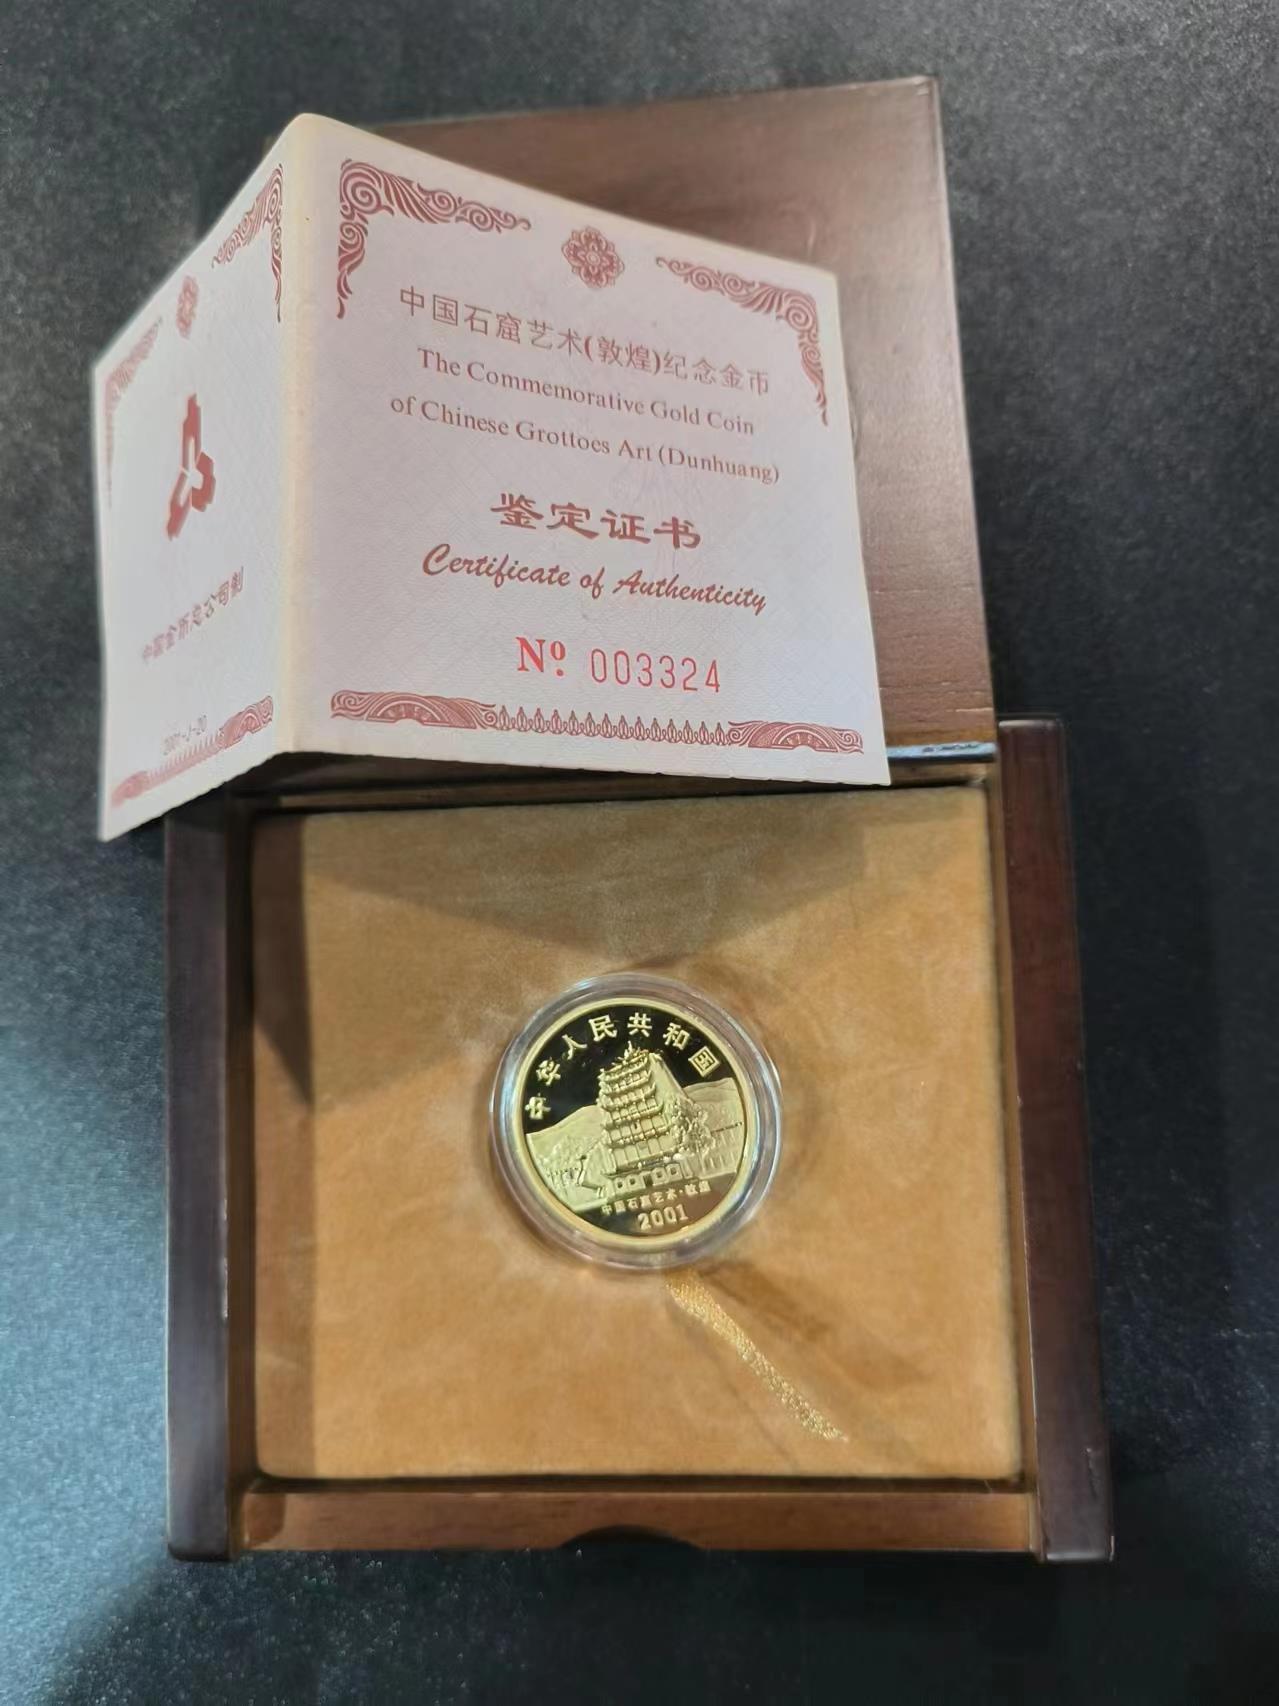 中国石窟艺术(敦煌)纪念金币
The Commemorative Gold Coin
of Chinese Grottoes Art (Dunhuang)
鉴定证书
Certificate of Authenticity
Nº. 003324
中国金币总公司制
2001-J-20
中华人民共和国
中国石窟艺术·敦煌
2001